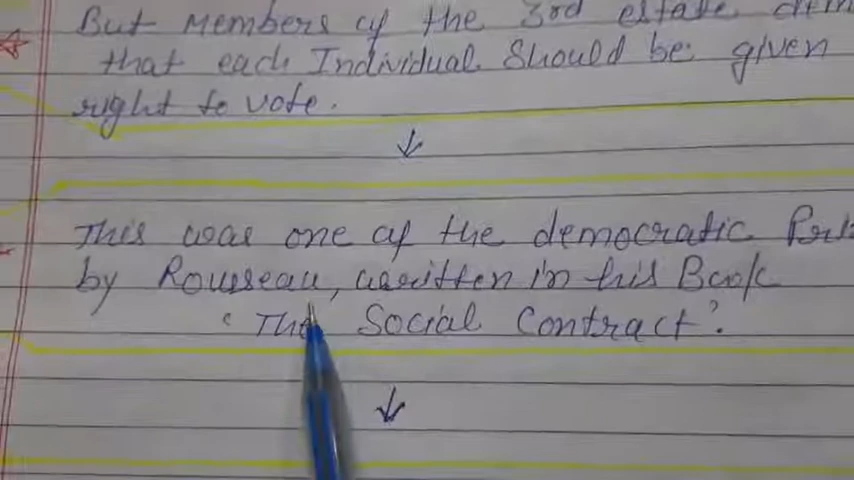 But Members of the 3rd estate
that each Individual Should be given
right to vote.
This was one of the democratic
by Rousseau, written in his Book
'The Social Contract'.